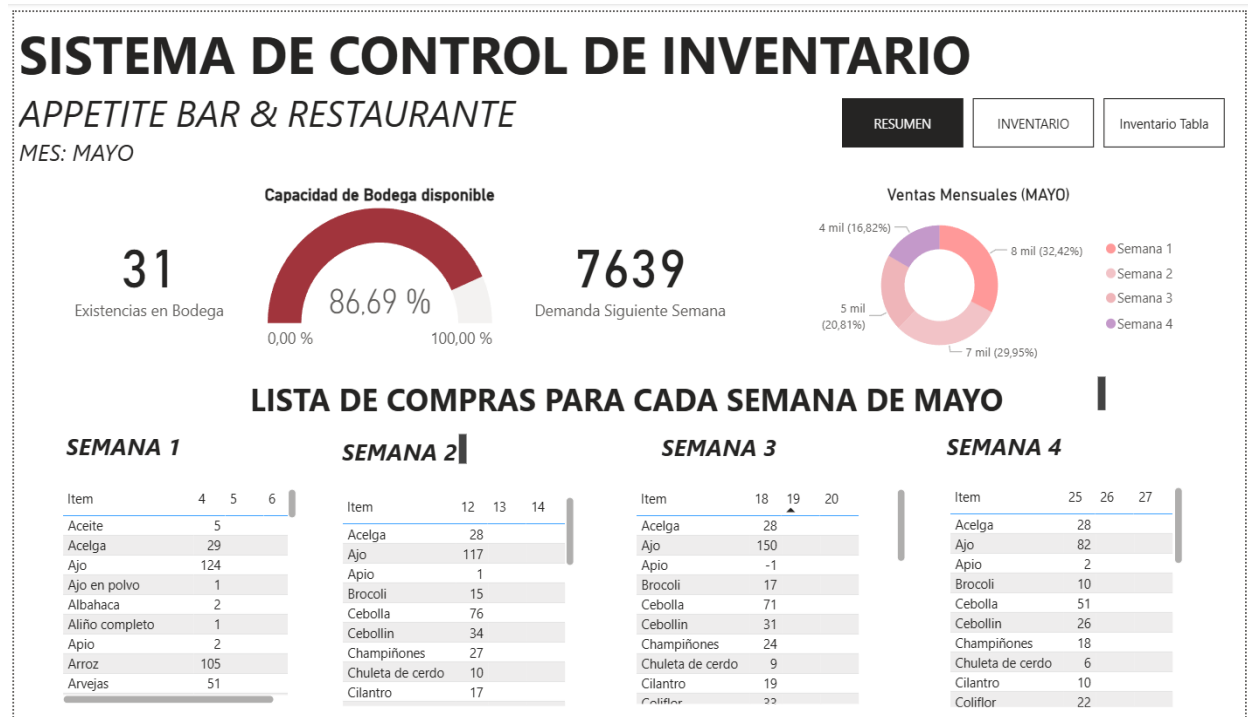 SISTEMA DE CONTROL DE INVENTARIO
APPETITE BAR & RESTAURANTE
MES: MAYO
RESUMEN
INVENTARIO
Inventario Tabla
31
Existencias en Bodega
Capacidad de Bodega disponible
86,69 %
0,00 %
100,00 %
7639
Demanda Siguiente Semana
Ventas Mensuales (MAYO)
4 mil (16,82%)
8 mil (32,42%)
5 mil
(20,81%)
7 mil (29,95%)
Semana 1
Semana 2
Semana 3
Semana 4
LISTA DE COMPRAS PARA CADA SEMANA DE MAYO
SEMANA 1
Item 4 5 6
Aceite 5
Acelga 29
Ajo 124
Ajo en polvo 1
Albahaca 2
Aliño completo 1
Apio 2
Arroz 105
Arvejas 51
SEMANA 2
Item 12 13 14
Acelga 28
Ajo 117
Apio 1
Brocoli 15
Cebolla 76
Cebollin 34
Champiñones 27
Chuleta de cerdo 10
Cilantro 17
SEMANA 3
Item 18 19 20
Acelga 28
Ajo 150
Apio -1
Brocoli 17
Cebolla 71
Cebollin 31
Champiñones 24
Chuleta de cerdo 9
Cilantro 19
Coliflor
SEMANA 4
Item 25 26 27
Acelga 28
Ajo 82
Apio 2
Brocoli 10
Cebolla 51
Cebollin 26
Champiñones 18
Chuleta de cerdo 6
Cilantro 10
Coliflor 22